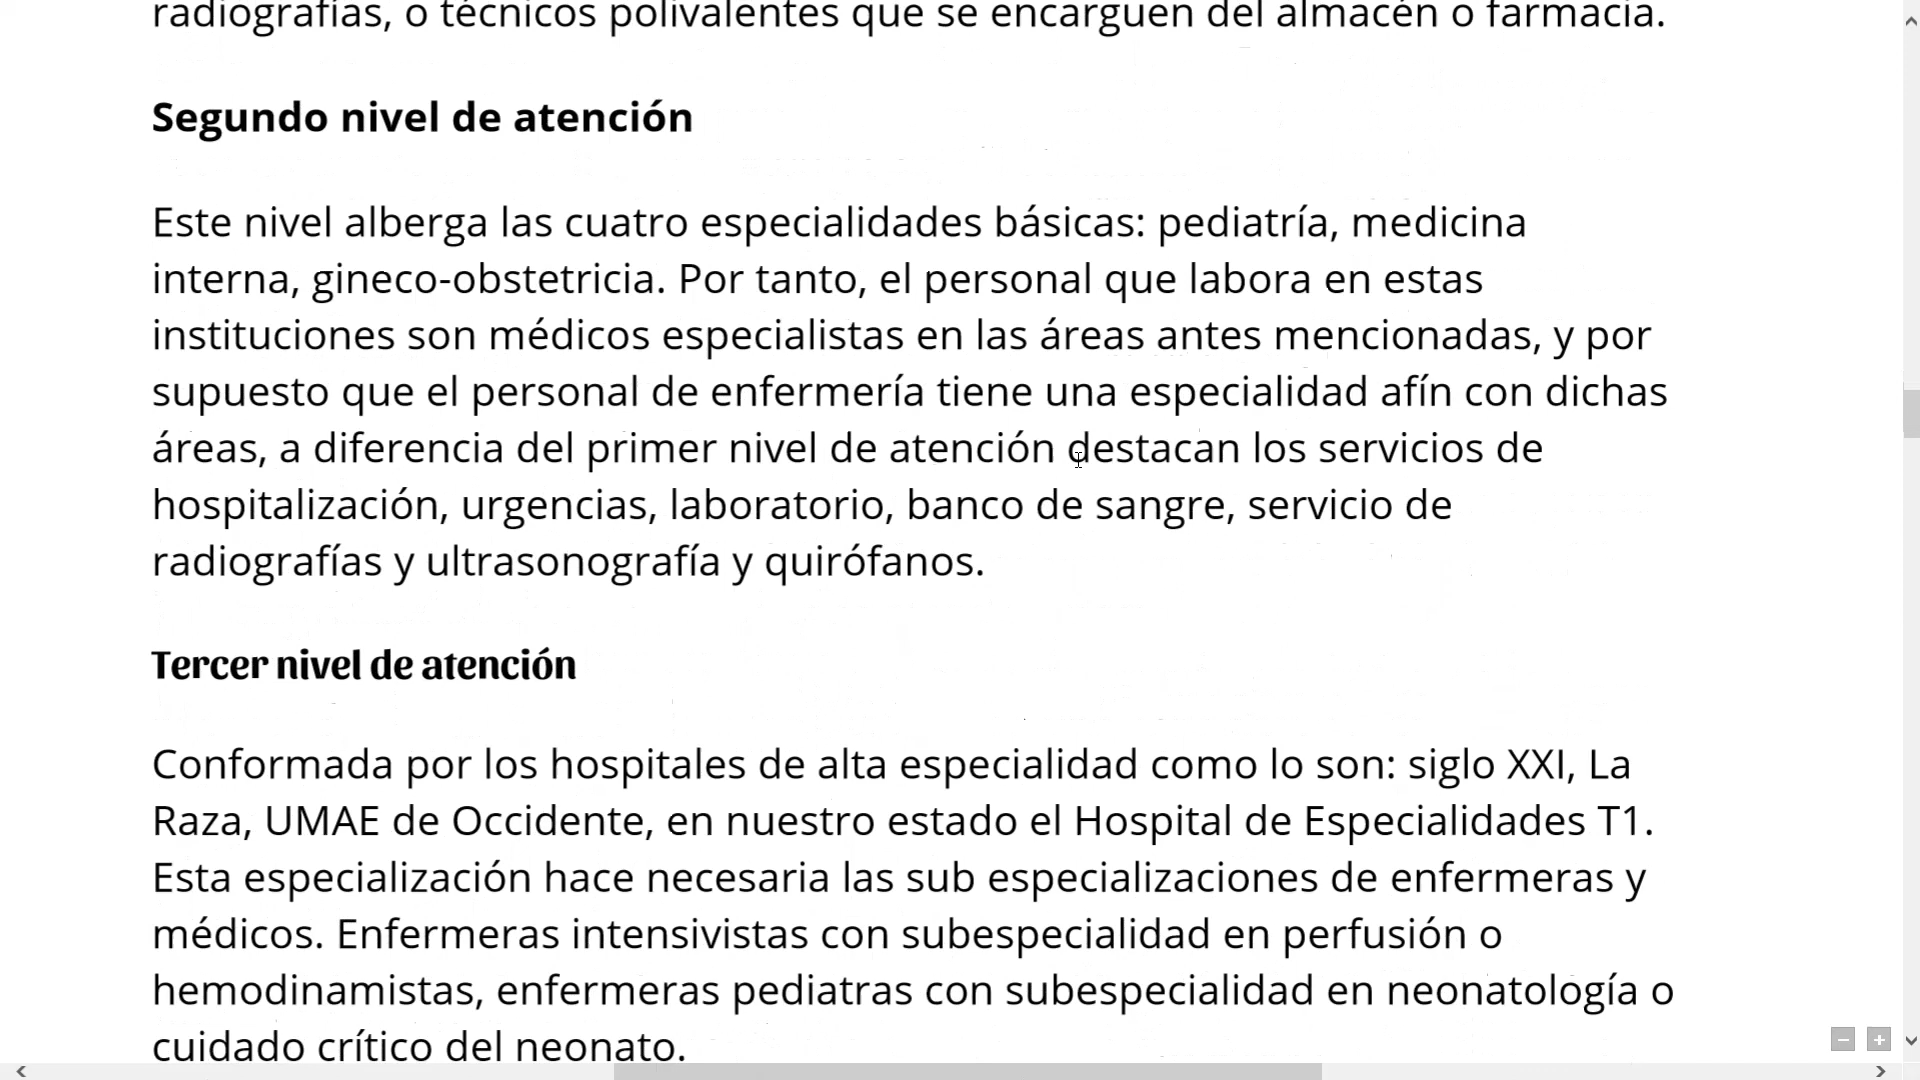 radiografías, o técnicos polivalentes que se encarguen del almacén o farmacia.
Segundo nivel de atención
Este nivel alberga las cuatro especialidades básicas: pediatría, medicina
interna, gineco-obstetricia. Por tanto, el personal que labora en estas
instituciones son médicos especialistas en las áreas antes mencionadas, y por
supuesto que el personal de enfermería tiene una especialidad afín con dichas
áreas, a diferencia del primer nivel de atención destacan los servicios de
hospitalización, urgencias, laboratorio, banco de sangre, servicio de
radiografías y ultrasonografía y quirófanos.
Tercer nivel de atención
Conformada por los hospitales de alta especialidad como lo son: siglo XXI, La
Raza, UMAE de Occidente, en nuestro estado el Hospital de Especialidades T1.
Esta especialización hace necesaria las sub especializaciones de enfermeras y
médicos. Enfermeras intensivistas con subespecialidad en perfusión o
hemodinamistas, enfermeras pediatras con subespecialidad en neonatología o
cuidado crítico del neonato.